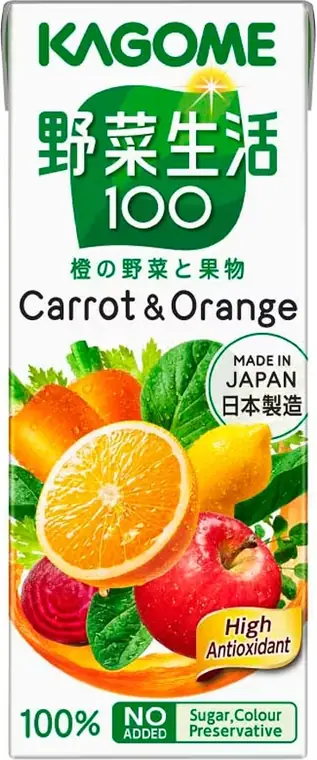 KAGOME
野菜生活
100
橙の野菜と果物
Carrot & Orange
MADE IN
JAPAN
日本製造
High
Antioxidant
100%
NO
ADDED
Sugar,Colour
Preservative